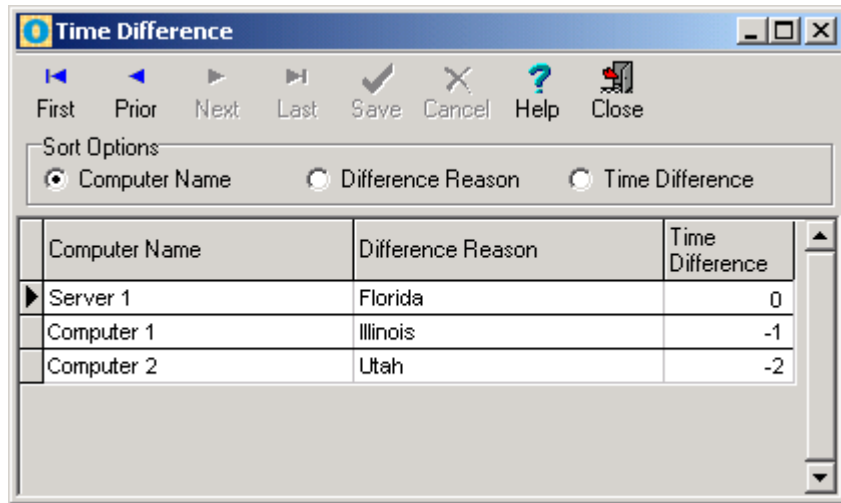 Time Difference
First Prior Next Last Save Cancel Help Close
Sort Options
Computer Name Difference Reason Time Difference
Computer Name Difference Reason Time Difference
Server 1 Florida 0
Computer 1 Illinois -1
Computer 2 Utah -2